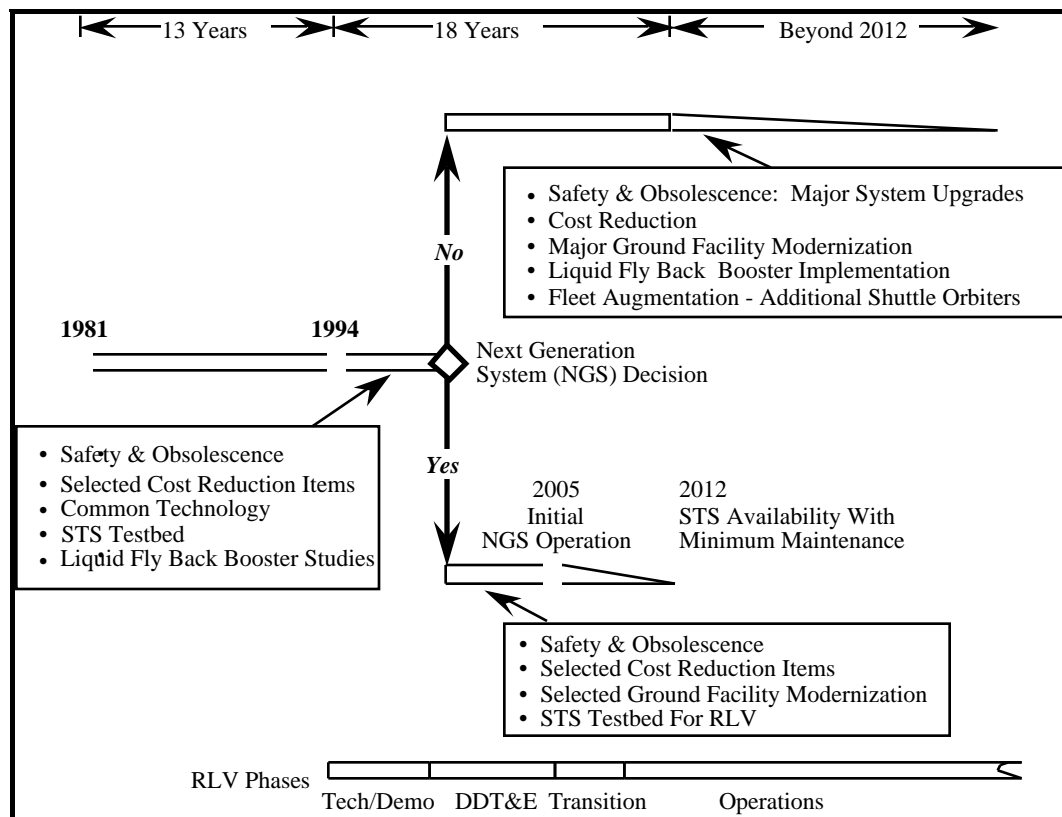 13 Years
18 Years
Beyond 2012
• Safety & Obsolescence: Major System Upgrades
• Cost Reduction
• Major Ground Facility Modernization
• Liquid Fly Back Booster Implementation
• Fleet Augmentation - Additional Shuttle Orbiters
No
1981
1994
Next Generation
System (NGS) Decision
• Safety & Obsolescence
• Selected Cost Reduction Items
• Common Technology
• STS Testbed
• Liquid Fly Back Booster Studies
Yes
2005
Initial
NGS Operation
2012
STS Availability With
Minimum Maintenance
• Safety & Obsolescence
• Selected Cost Reduction Items
• Selected Ground Facility Modernization
• STS Testbed For RLV
RLV Phases
Tech/Demo
DDT&E
Transition
Operations